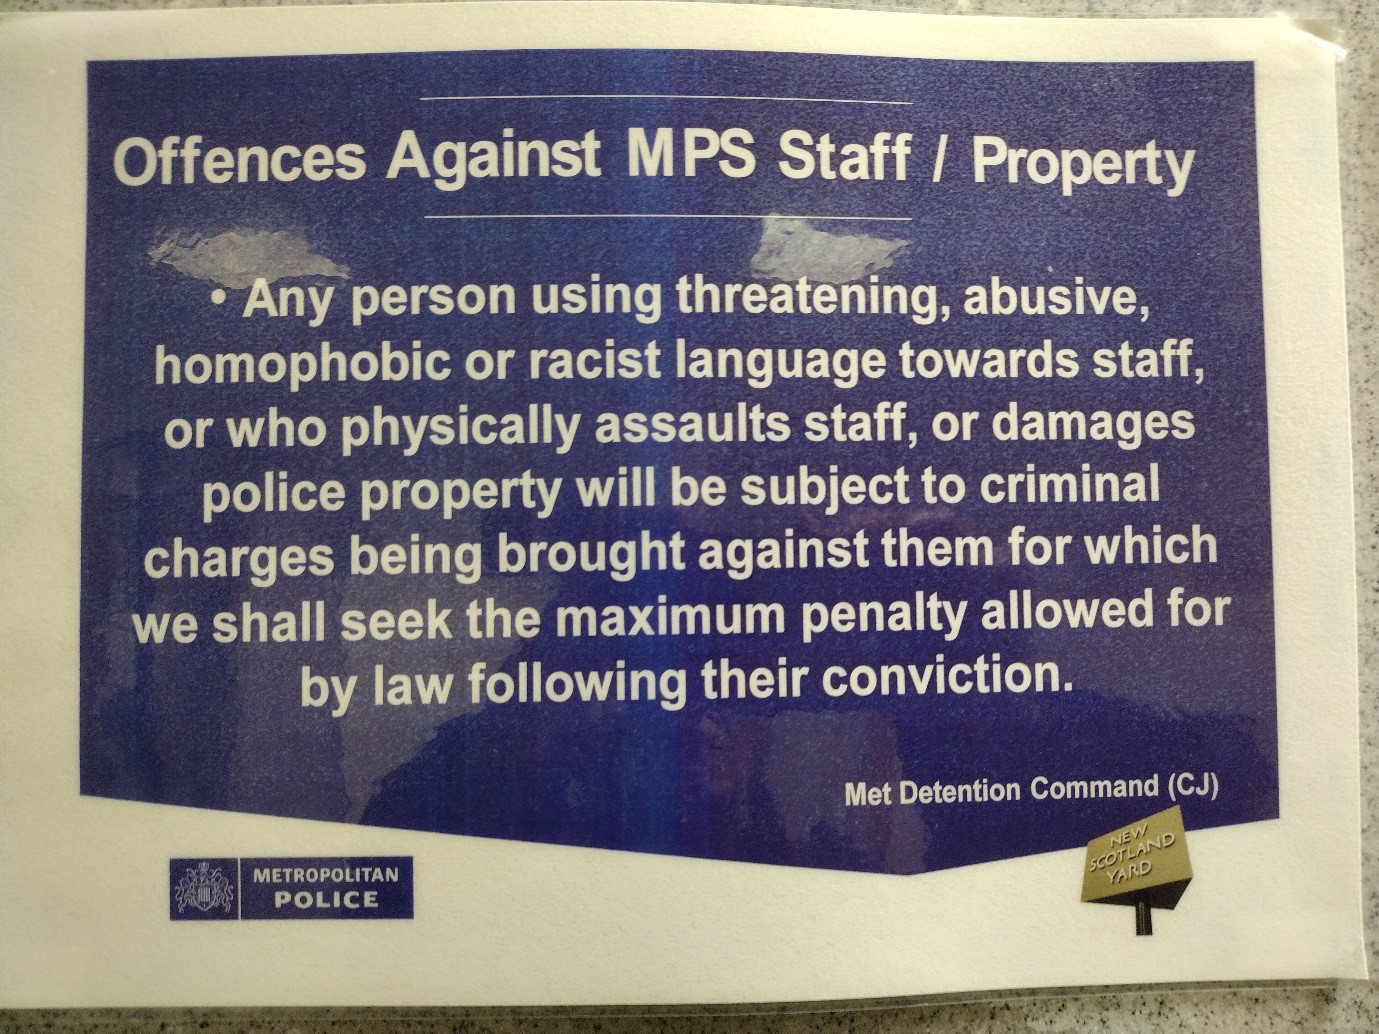 Offences Against MPS Staff / Property
• Any person using threatening, abusive,
homophobic or racist language towards staff,
or who physically assaults staff, or damages
police property will be subject to criminal
charges being brought against them for which
we shall seek the maximum penalty allowed for
by law following their conviction.
Met Detention Command (CJ)
NEW
SCOTLAND
YARD
METROPOLITAN
POLICE